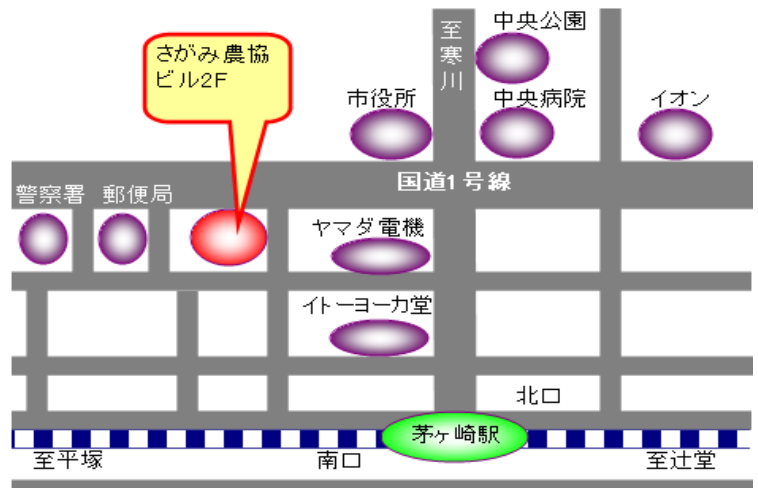 中央公園
至寒川
さがみ農協
ビル2F
市役所
中央病院
イオン
国道1号線
警察署
郵便局
ヤマダ電機
イトーヨーカ堂
北口
茅ヶ崎駅
至平塚
南口
至辻堂